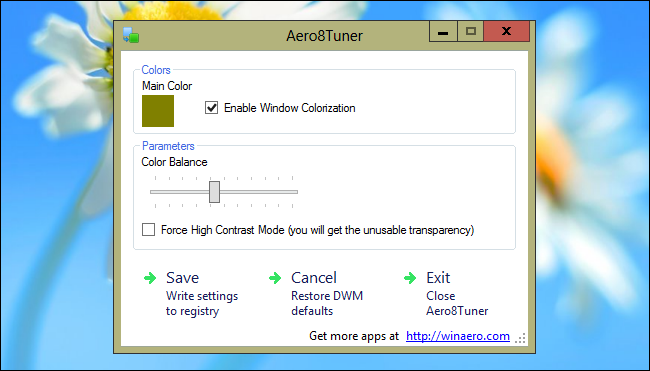 Aero8Tuner
Colors
Main Color
Enable Window Colorization
Parameters
Color Balance
Force High Contrast Mode (you will get the unusable transparency)
Save
Write settings
to registry
Cancel
Restore DWM
defaults
Exit
Close
Aero8Tuner
Get more apps at http://winaero.com